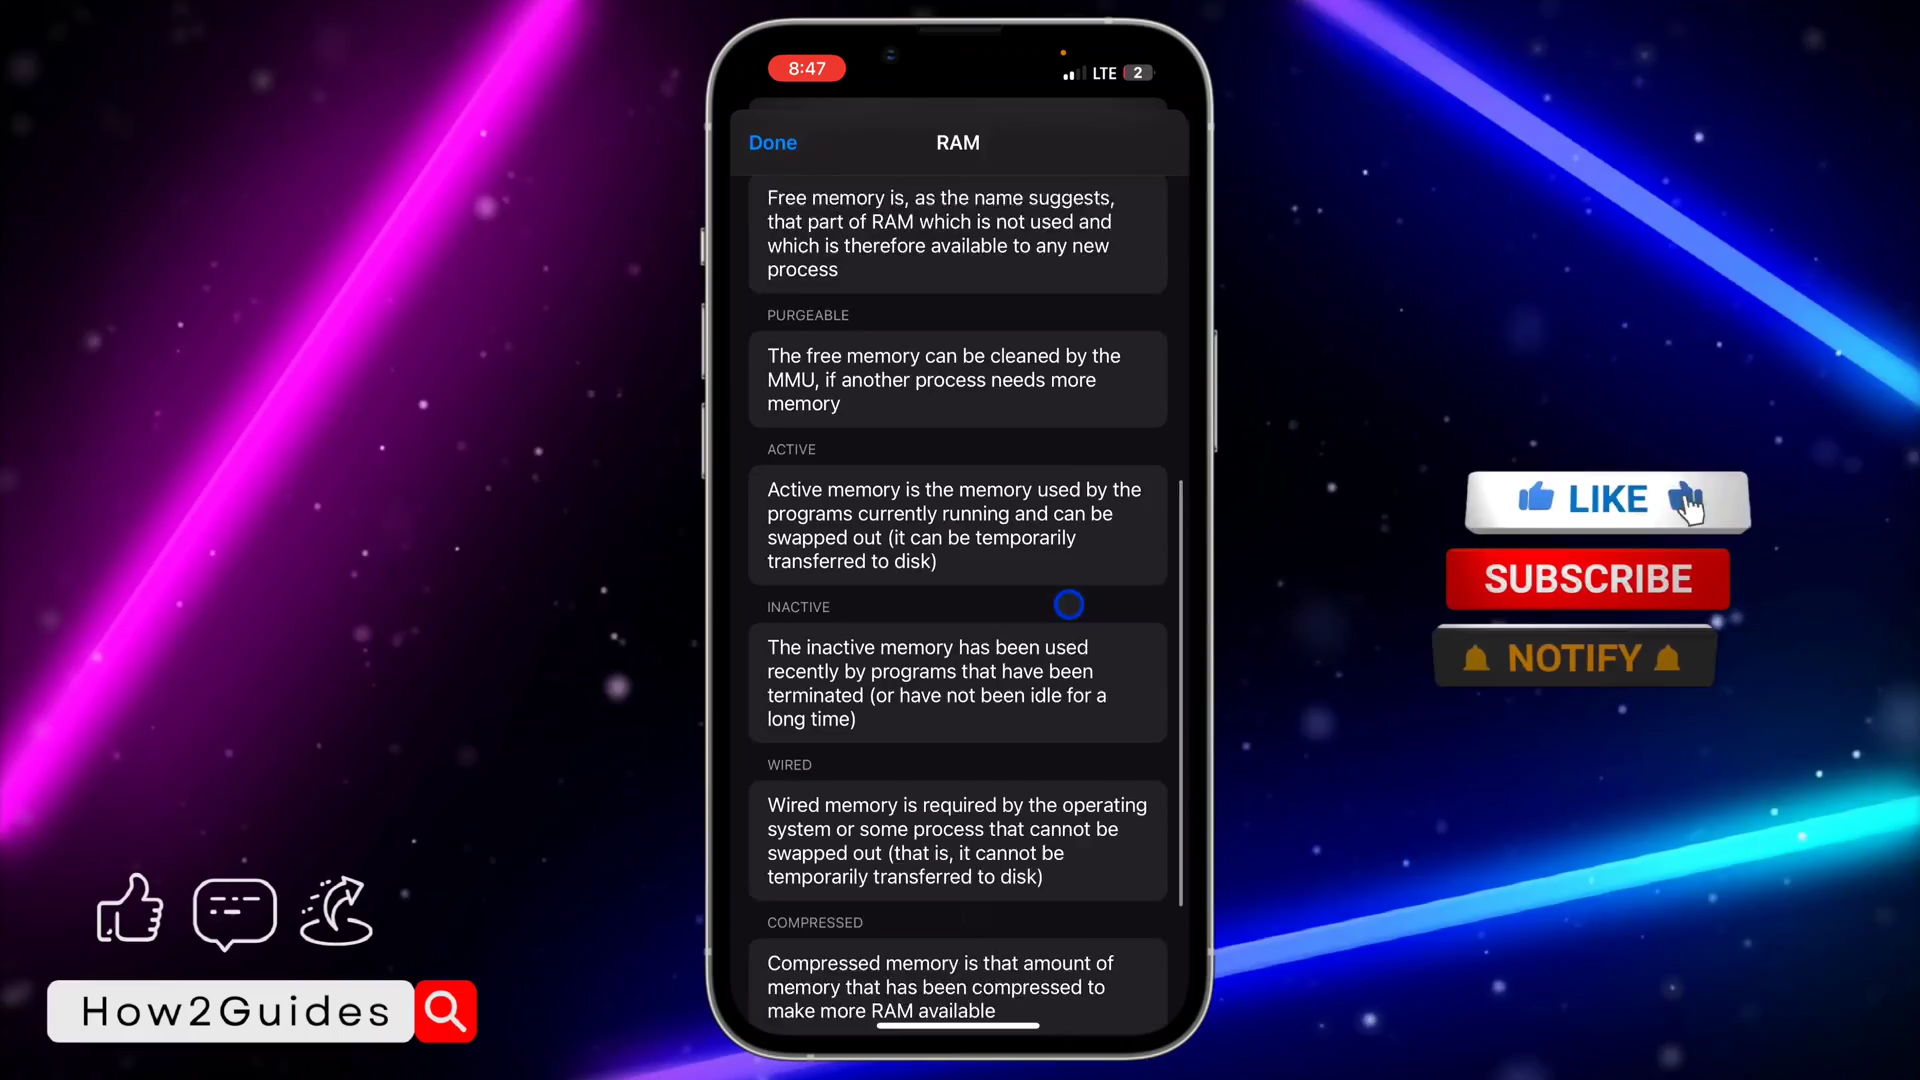 8:47
LTE 2
Done
RAM
Free memory is, as the name suggests,
that part of RAM which is not used and
which is therefore available to any new
process
PURGEABLE
The free memory can be cleaned by the
MMU, if another process needs more
memory
ACTIVE
Active memory is the memory used by the
programs currently running and can be
swapped out (it can be temporarily
transferred to disk)
INACTIVE
The inactive memory has been used
recently by programs that have been
terminated (or have not been idle for a
long time)
WIRED
Wired memory is required by the operating
system or some process that cannot be
swapped out (that is, it cannot be
temporarily transferred to disk)
COMPRESSED
Compressed memory is that amount of
memory that has been compressed to
make more RAM available
LIKE
SUBSCRIBE
NOTIFY
How2Guides